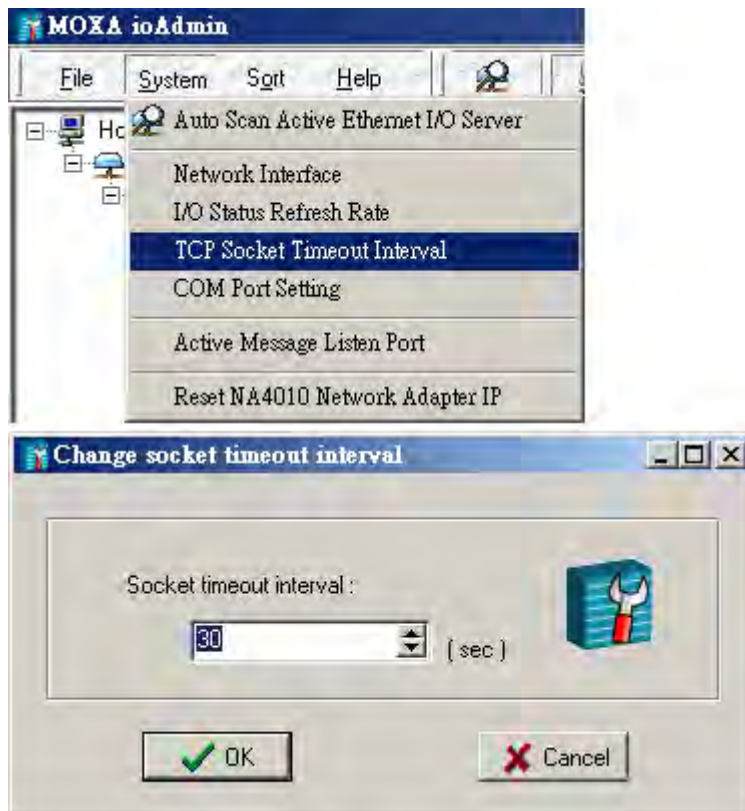 MOXA ioAdmin
File System Sort Help
Ho
Auto Scan Active Ethernet I/O Server
Network Interface
I/O Status Refresh Rate
TCP Socket Timeout Interval
COM Port Setting
Active Message Listen Port
Reset NA4010 Network Adapter IP
Change socket timeout interval
Socket timeout interval :
30
( sec )
OK Cancel